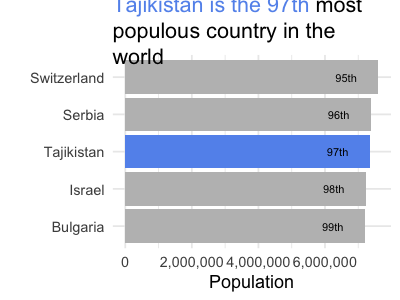 Tajikistan is the 97th most
populous country in the
world
Switzerland 95th
Serbia 96th
Tajikistan 97th
Israel 98th
Bulgaria 99th
0 2,000,000 4,000,000 6,000,000
Population